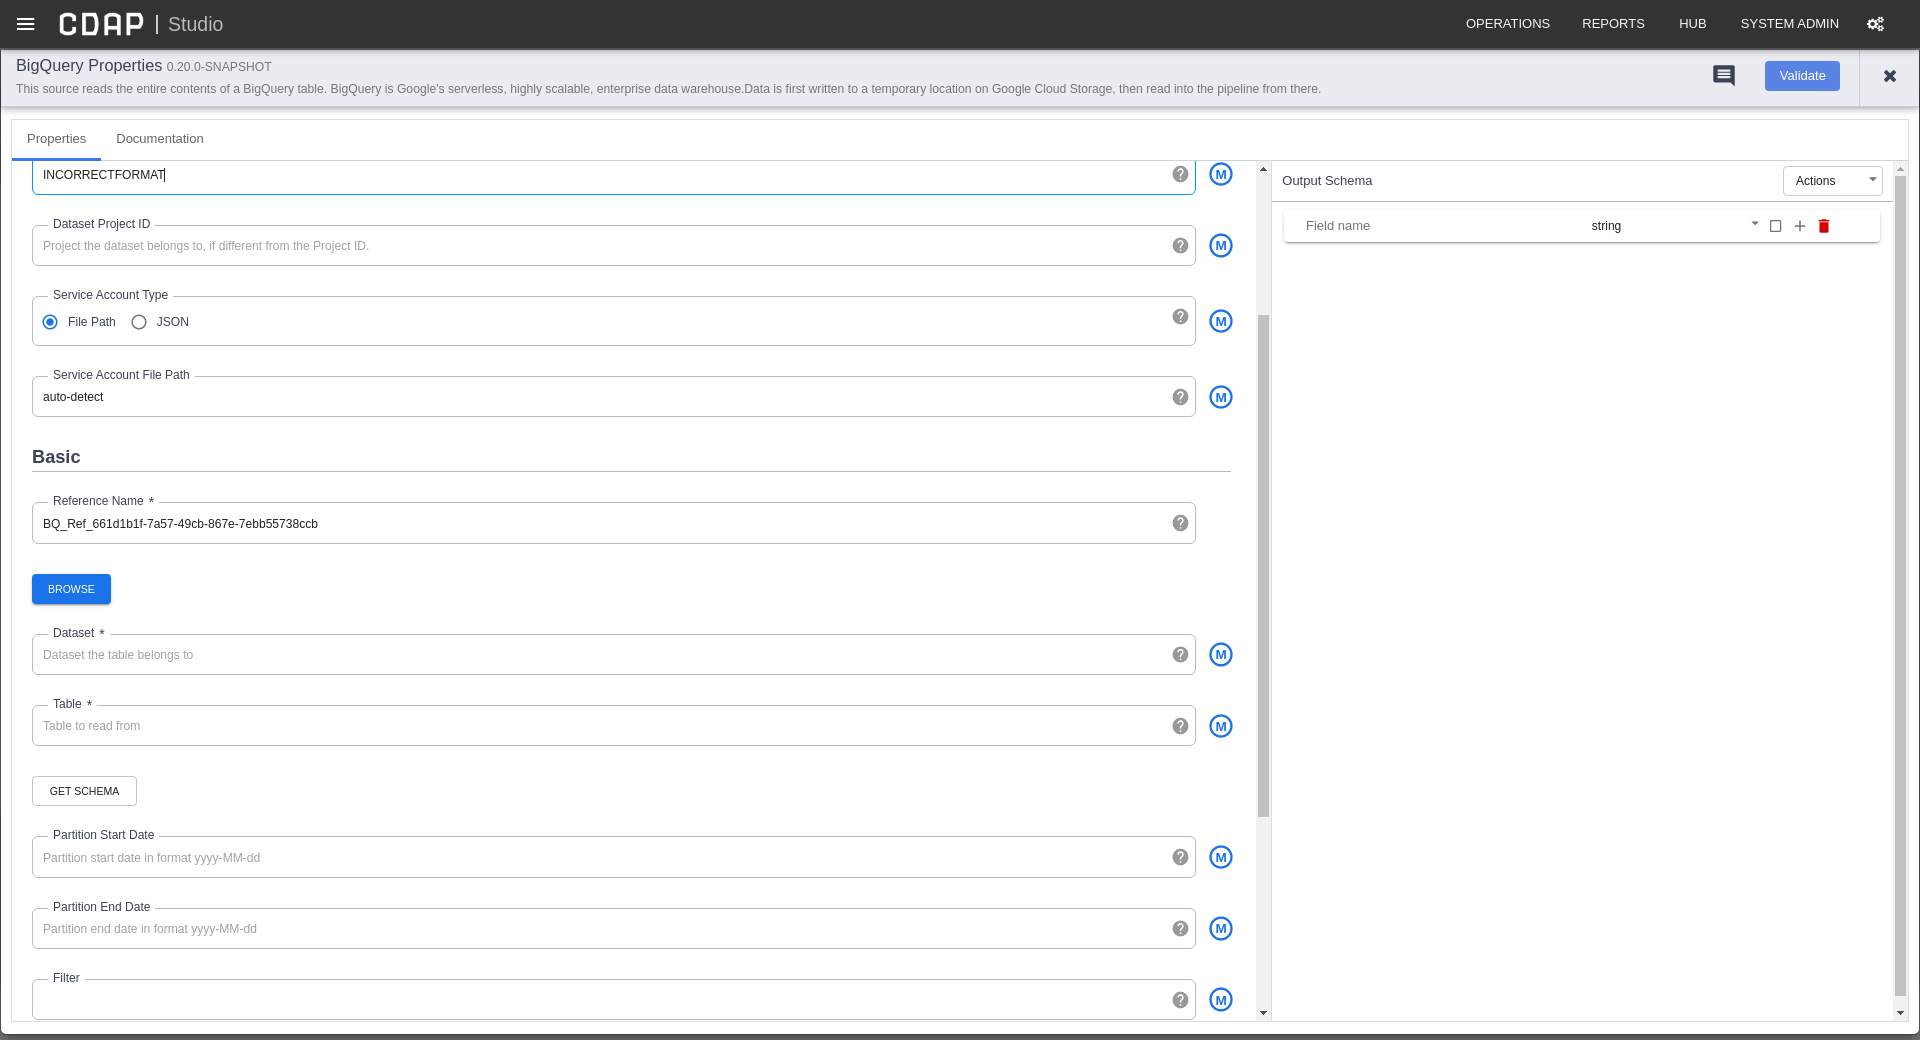 CDAP | Studio
OPERATIONS REPORTS HUB SYSTEM ADMIN
BigQuery Properties 0.20.0-SNAPSHOT
This source reads the entire contents of a BigQuery table. BigQuery is Google's serverless, highly scalable, enterprise data warehouse.Data is first written to a temporary location on Google Cloud Storage, then read into the pipeline from there.
Validate
Properties Documentation
INCORRECTFORMAT
M
Dataset Project ID
Project the dataset belongs to, if different from the Project ID.
M
Service Account Type
File Path JSON
M
Service Account File Path
auto-detect
M
Basic
Reference Name *
BQ_Ref_661d1b1f-7a57-49cb-867e-7ebb55738ccb
BROWSE
Dataset *
Dataset the table belongs to
M
Table *
Table to read from
M
GET SCHEMA
Partition Start Date
Partition start date in format yyyy-MM-dd
M
Partition End Date
Partition end date in format yyyy-MM-dd
M
Filter
M
Output Schema
Actions
Field name string